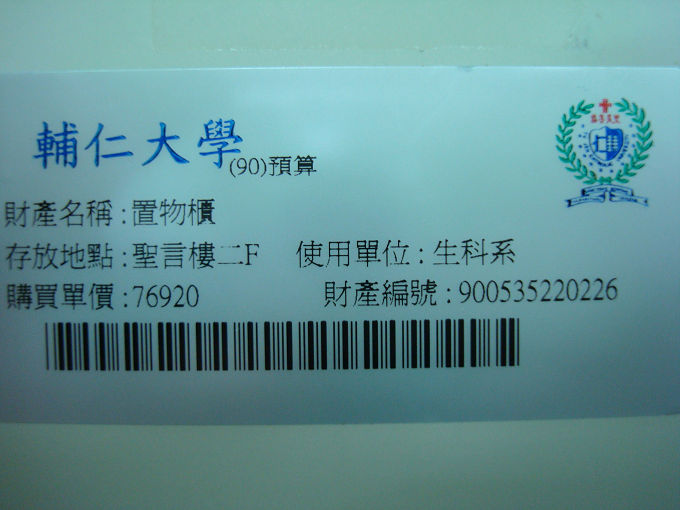 輔仁大學(90)預算
財產名稱:置物櫃
存放地點:聖言樓二F 使用單位:生科系
購買單價:76920 財產編號:900535220226